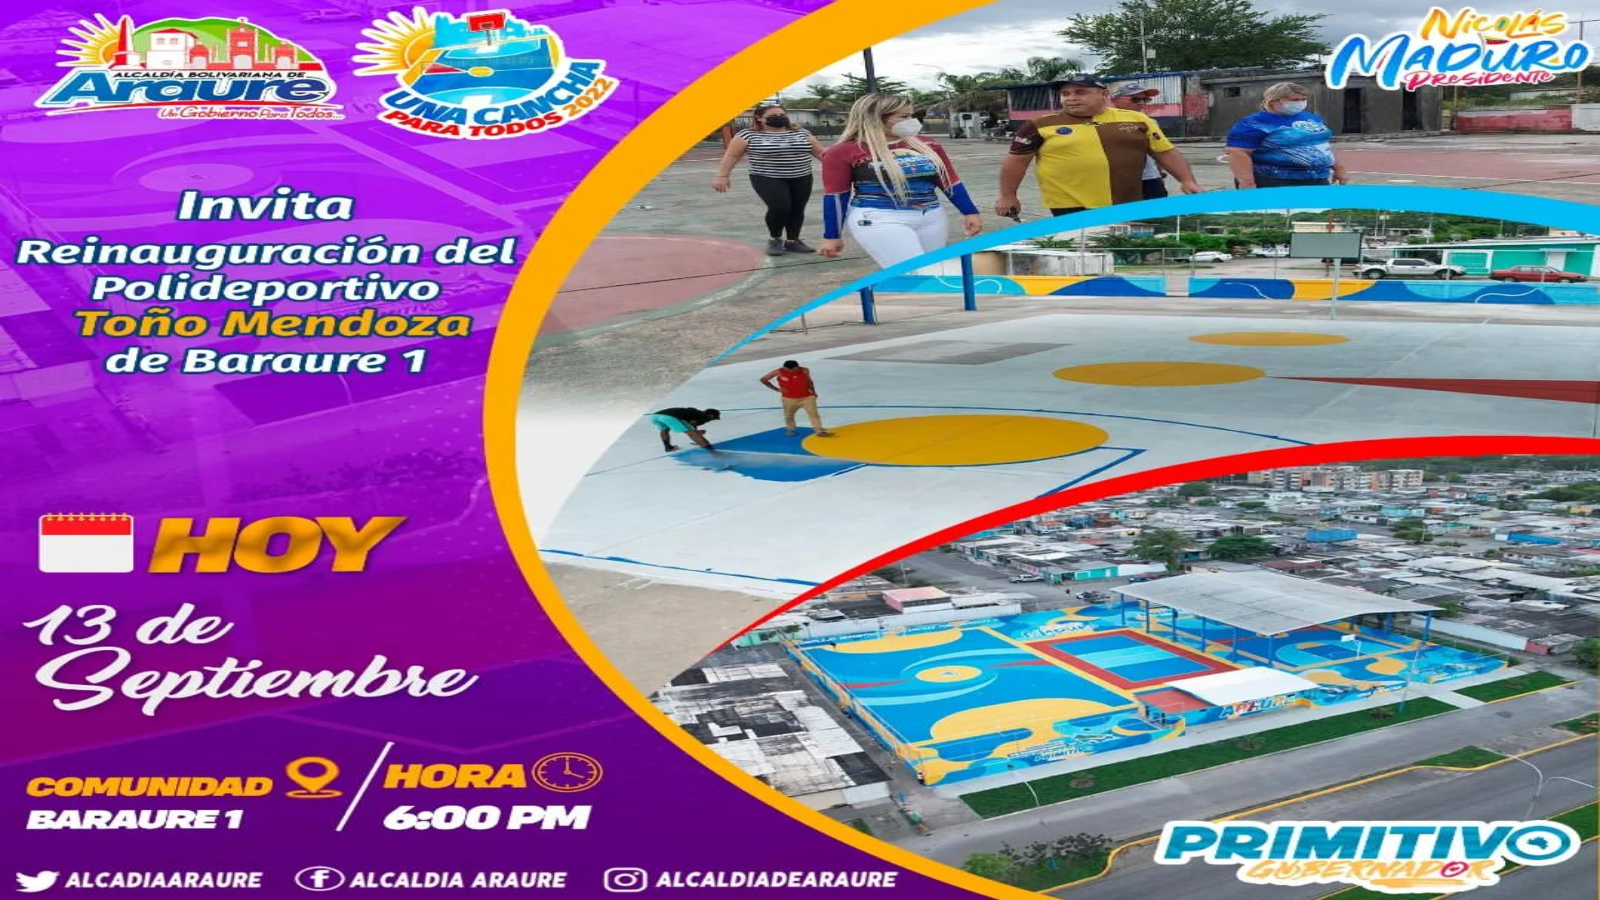 ALCALDÍA BOLIVARIANA DE
Araure
Un Gobierno Para Todos...
UNA CANCHA
PARA TODOS 2022
Nicolás
MADURO
Presidente
Invita
Reinauguración del
Polideportivo
Toño Mendoza
de Baraure 1
HOY
13 de
Septiembre
COMUNIDAD
BARAURE 1
HORA
6:00 PM
ALCADIAARAURE
ALCALDIA ARAURE
ALCALDIADEARAURE
ARAURE
PRIMITIVO
GOBERNADOR